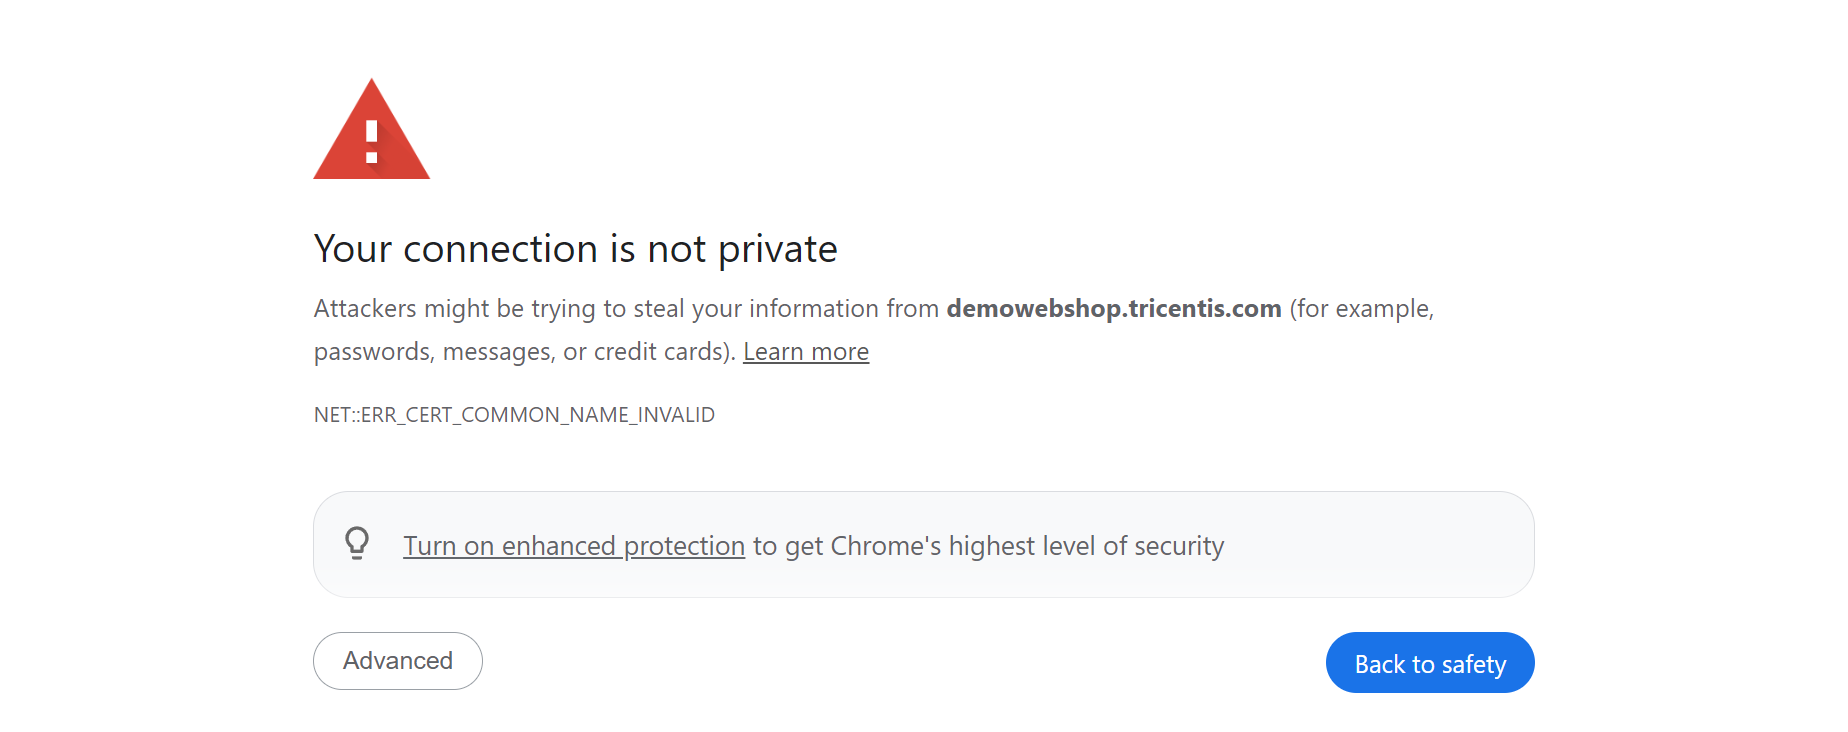 Your connection is not private
Attackers might be trying to steal your information from demowebshop.tricentis.com (for example,
passwords, messages, or credit cards). Learn more
NET::ERR_CERT_COMMON_NAME_INVALID
Turn on enhanced protection to get Chrome's highest level of security
Advanced
Back to safety